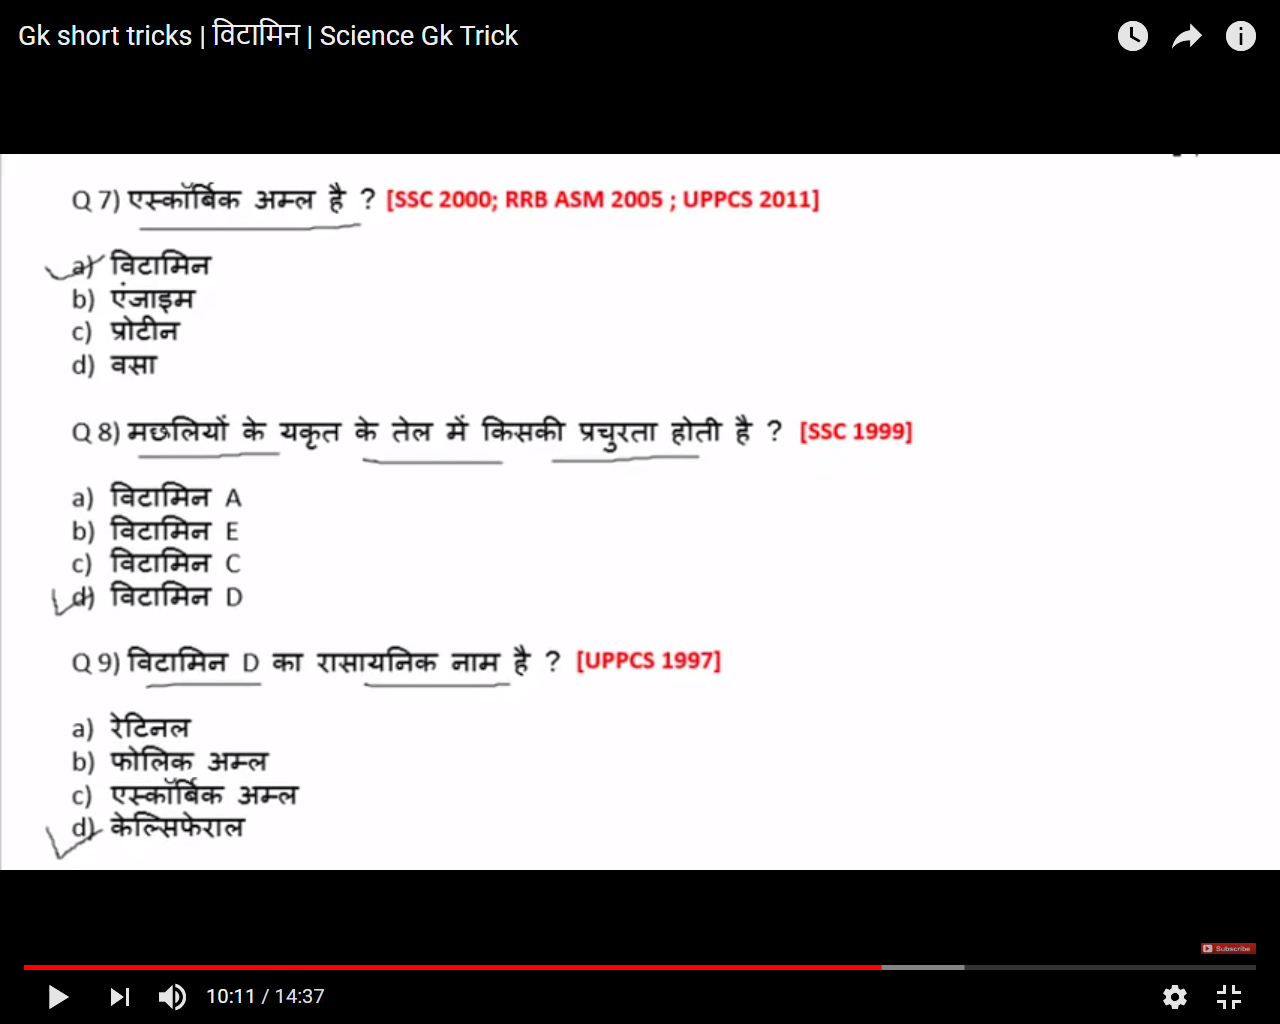 Gk short tricks | विटामिन | Science Gk Trick
Q 7) एस्कॉर्बिक अम्ल है ? [SSC 2000; RRB ASM 2005 ; UPPCS 2011]
a) विटामिन
b) एंजाइम
c) प्रोटीन
d) वसा
Q 8) मछलियों के यकृत के तेल में किसकी प्रचुरता होती है ? [SSC 1999]
a) विटामिन A
b) विटामिन E
c) विटामिन C
d) विटामिन D
Q 9) विटामिन D का रासायनिक नाम है ? [UPPCS 1997]
a) रेटिनल
b) फोलिक अम्ल
c) एस्कॉर्बिक अम्ल
d) केल्सिफेराल
Subscribe
10:11 / 14:37